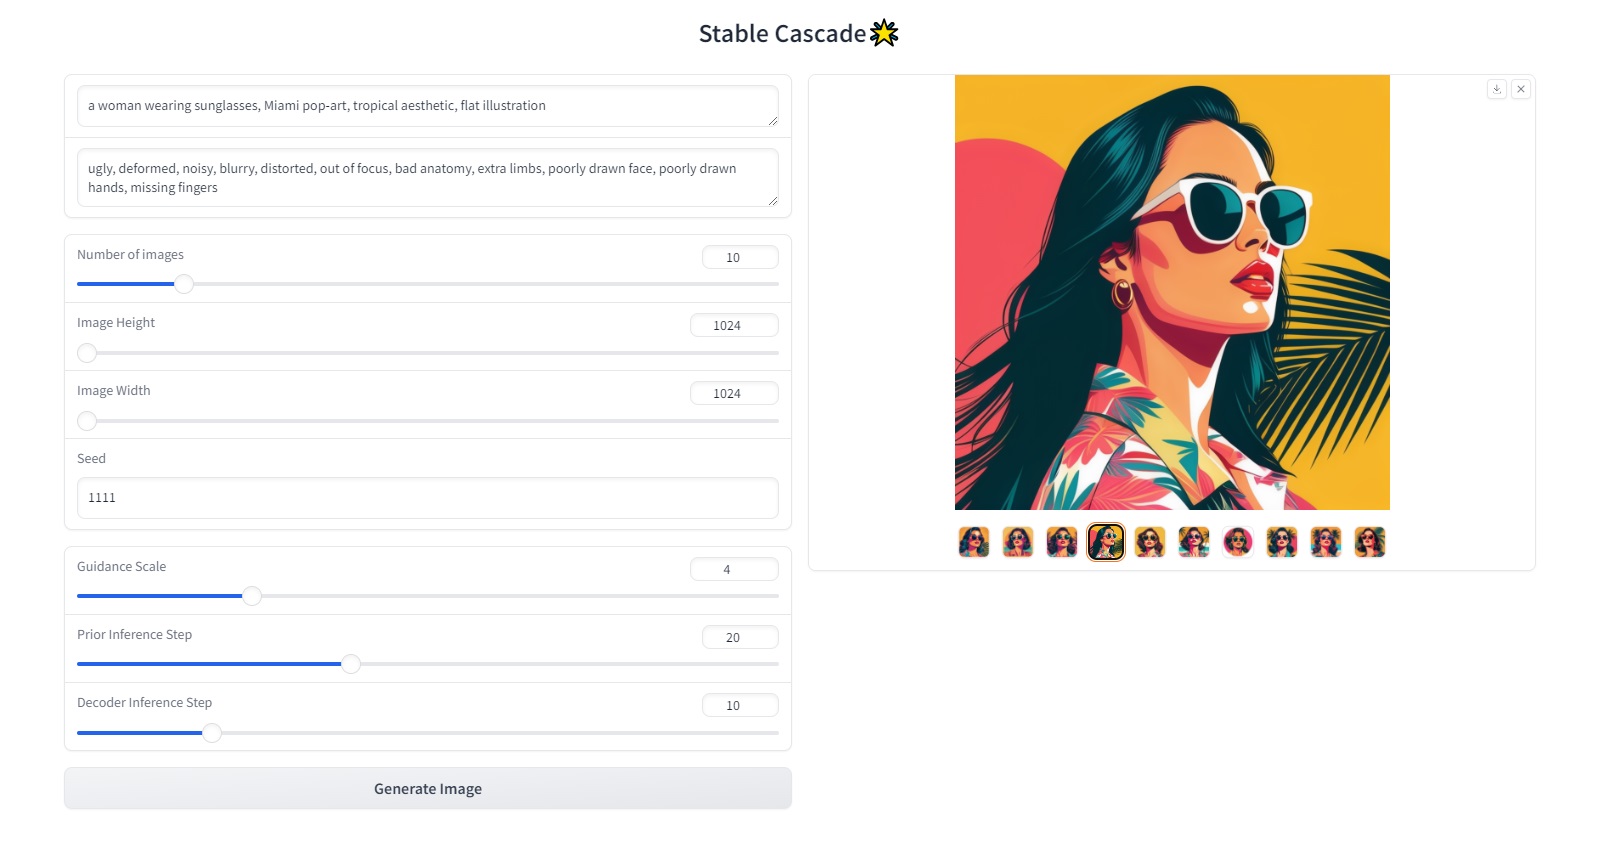 Stable Cascade
a woman wearing sunglasses, Miami pop-art, tropical aesthetic, flat illustration
ugly, deformed, noisy, blurry, distorted, out of focus, bad anatomy, extra limbs, poorly drawn face, poorly drawn
hands, missing fingers
Number of images
10
Image Height
1024
Image Width
1024
Seed
1111
Guidance Scale
4
Prior Inference Step
20
Decoder Inference Step
10
Generate Image